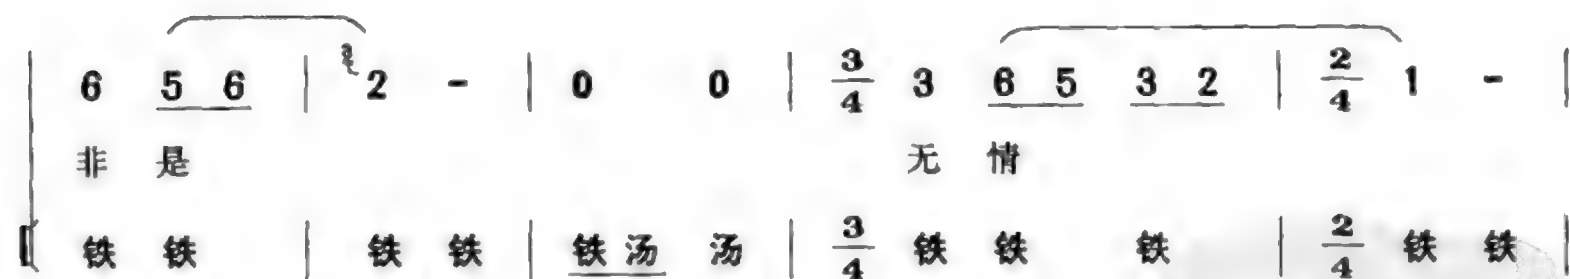 6 5 6 | 2 - | 0 0 | 3/4 3 6 5 3 2 | 2/4 1 - |
非 是 无 情
铁 铁 | 铁 铁 | 铁 汤 汤 | 3/4 铁 铁 铁 | 2/4 铁 铁 |